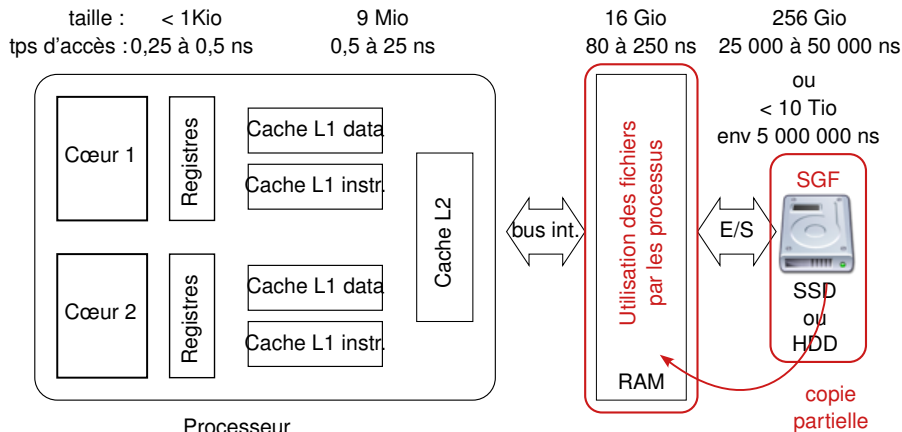 taille : < 1Kio 9 Mio 16 Gio 256 Gio
tps d'accès : 0,25 à 0,5 ns 0,5 à 25 ns 80 à 250 ns 25 000 à 50 000 ns
ou
< 10 Tio
env 5 000 000 ns
Cœur 1
Registres
Cache L1 data
Cache L1 instr.
Cœur 2
Registres
Cache L1 data
Cache L1 instr.
Cache L2
bus int.
Utilisation des fichiers
par les processus
RAM
E/S
SGF
SSD
ou
HDD
copie
partielle
Processeur